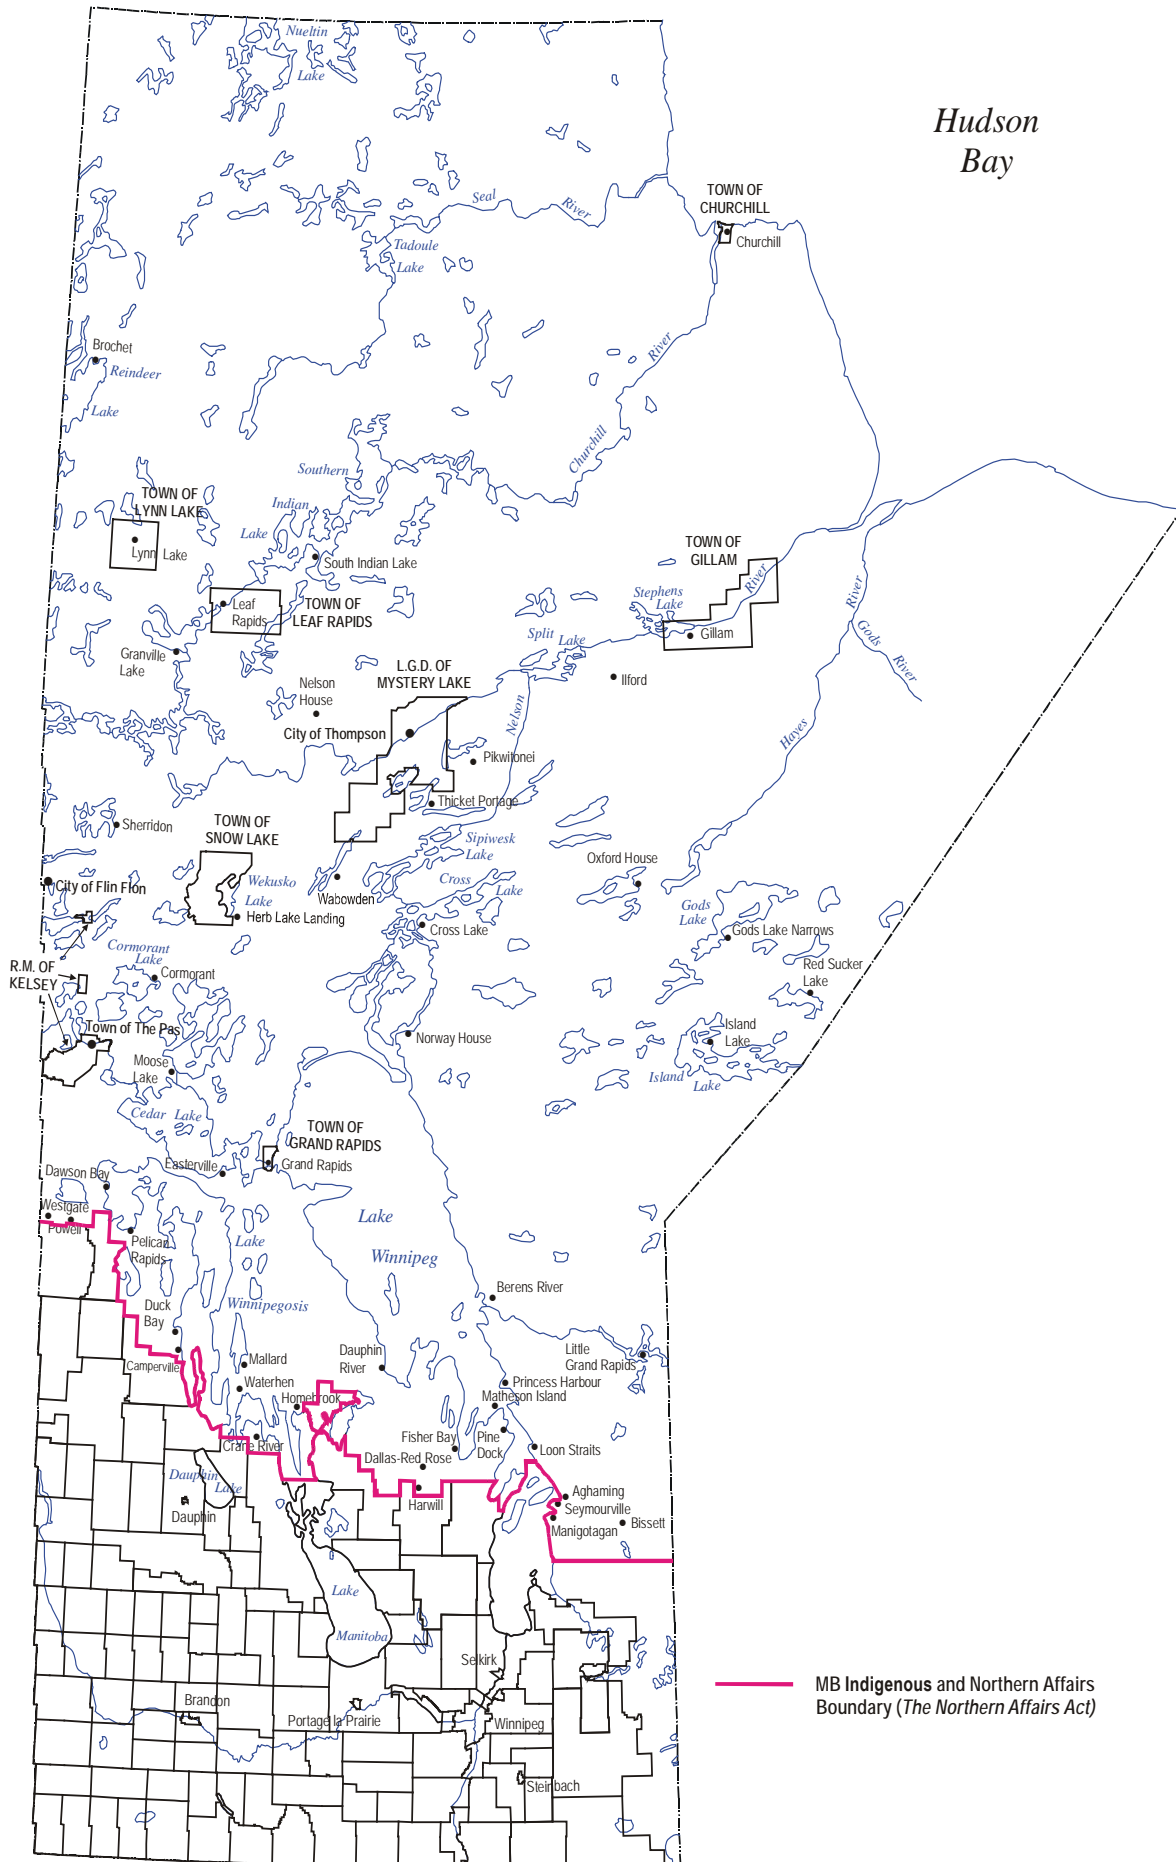 Nueltin
Lake
Hudson
Bay
Seal
River
TOWN OF
CHURCHILL
Churchill
Tadoule
Lake
Brochet
Reindeer
Lake
River
Churchill
Southern
Indian
Lake
TOWN OF
LYNN LAKE
Lynn Lake
South Indian Lake
TOWN OF
GILLAM
Stephens
Lake
River
Gillam
Leaf
Rapids
TOWN OF
LEAF RAPIDS
Split
Lake
River
Gods
River
Granville
Lake
Ilford
L.G.D. OF
MYSTERY LAKE
Nelson
House
City of Thompson
Nelson
Hayes
Pikwitonei
Thicket Portage
Sherridon
TOWN OF
SNOW LAKE
Sipiwesk
Lake
Oxford House
City of Flin Flon
Wekusko
Lake
Wabowden
Cross
Lake
Herb Lake Landing
Gods
Lake
Cross Lake
Gods Lake Narrows
Cormorant
Lake
Cormorant
R.M. OF
KELSEY
Red Sucker
Lake
Town of The Pas
Norway House
Island
Lake
Moose
Lake
Island
Lake
Cedar Lake
TOWN OF
GRAND RAPIDS
Easterville
Grand Rapids
Dawson Bay
Westgate
Powell
Lake
Winnipeg
Pelican
Rapids
Lake
Winnipegosis
Berens River
Duck
Bay
Camperville
Mallard
Dauphin
River
Little
Grand Rapids
Waterhen
Princess Harbour
Homebrook
Matheson Island
Crane River
Fisher Bay
Pine
Dock
Loon Straits
Dallas-Red Rose
Dauphin
Lake
Harwill
Aghaming
Seymourville
Dauphin
Manigotagan
Bissett
Lake
Manitoba
Selkirk
MB Indigenous and Northern Affairs
Boundary (The Northern Affairs Act)
Brandon
Portage la Prairie
Winnipeg
Steinbach